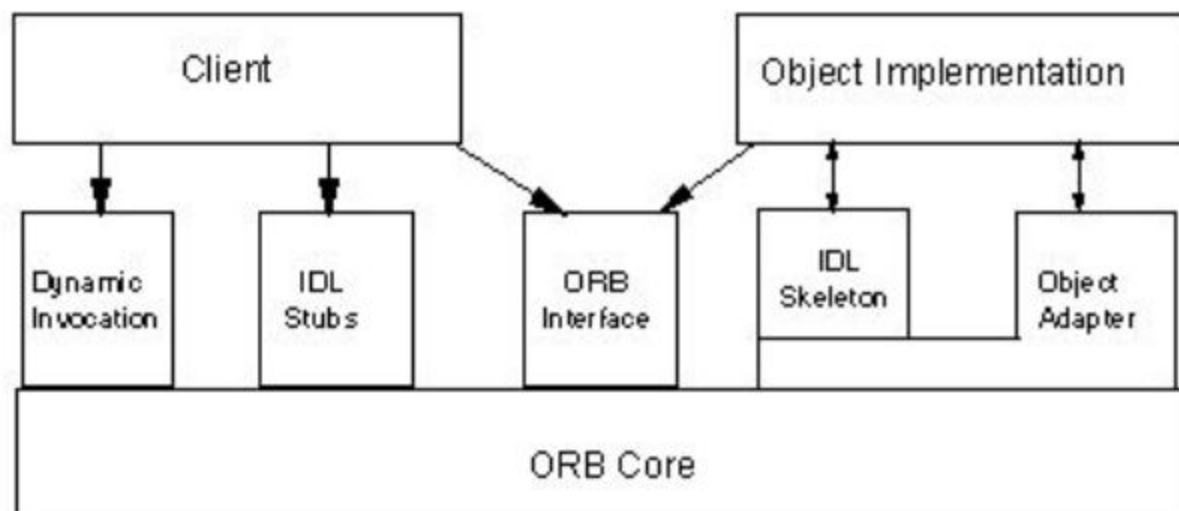 Client
Object Implementation
Dynamic
Invocation
IDL
Stubs
ORB
Interface
IDL
Skeleton
Object
Adapter
ORB Core